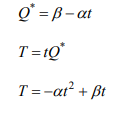 Q* = β − αt
T = tQ*
T = −αt² + βt